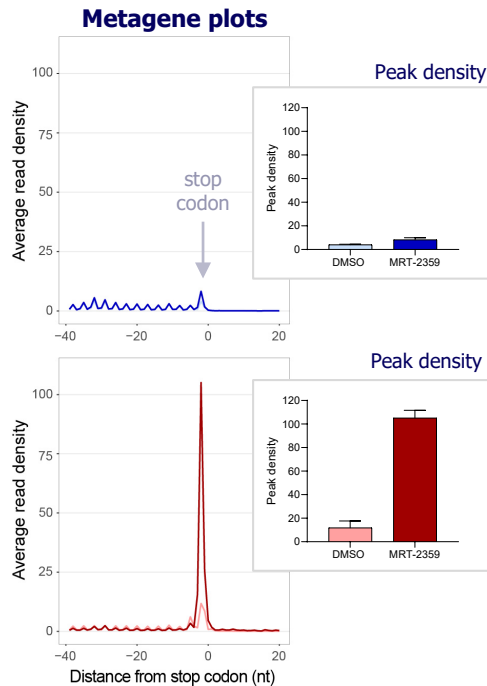 Metagene plots
Average read density
100
75
50
25
0
−40
−20
0
20
stop
codon
Peak density
Peak density
120
100
80
60
40
20
0
DMSO
MRT-2359
Average read density
100
75
50
25
0
−40
−20
0
20
Distance from stop codon (nt)
Peak density
Peak density
120
100
80
60
40
20
0
DMSO
MRT-2359